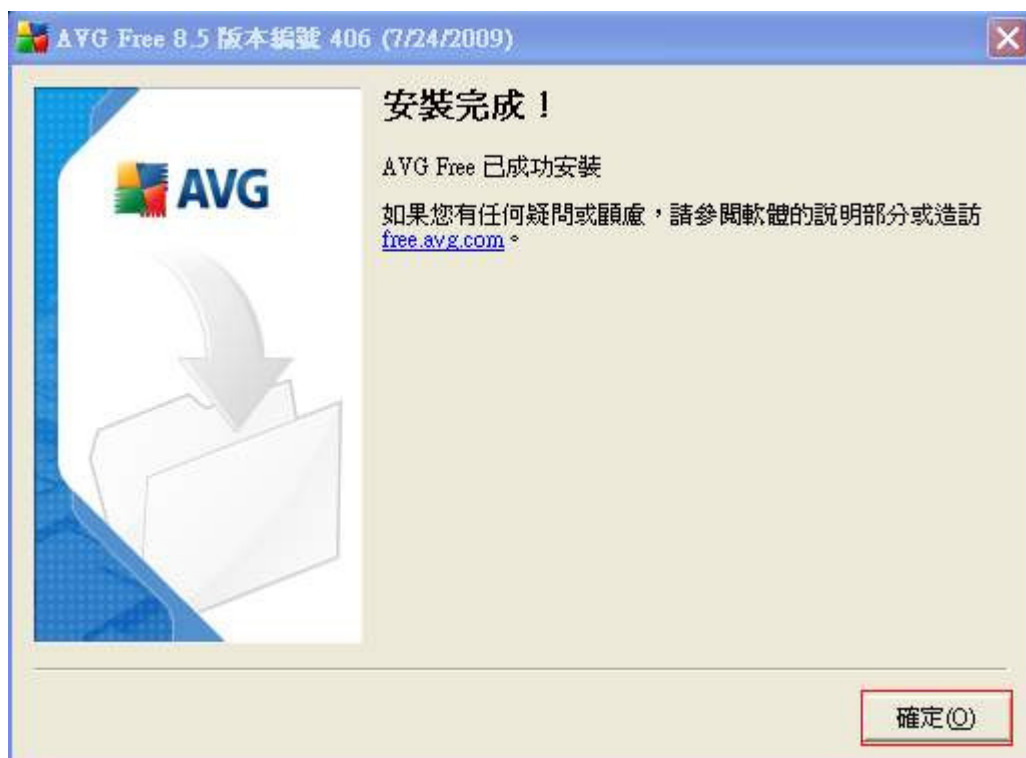 AVG Free 8.5 版本編號 406 (7/24/2009)
AVG
安裝完成！
AVG Free 已成功安裝
如果您有任何疑問或顧慮，請參閱軟體的說明部分或造訪
free.avg.com。
確定(O)